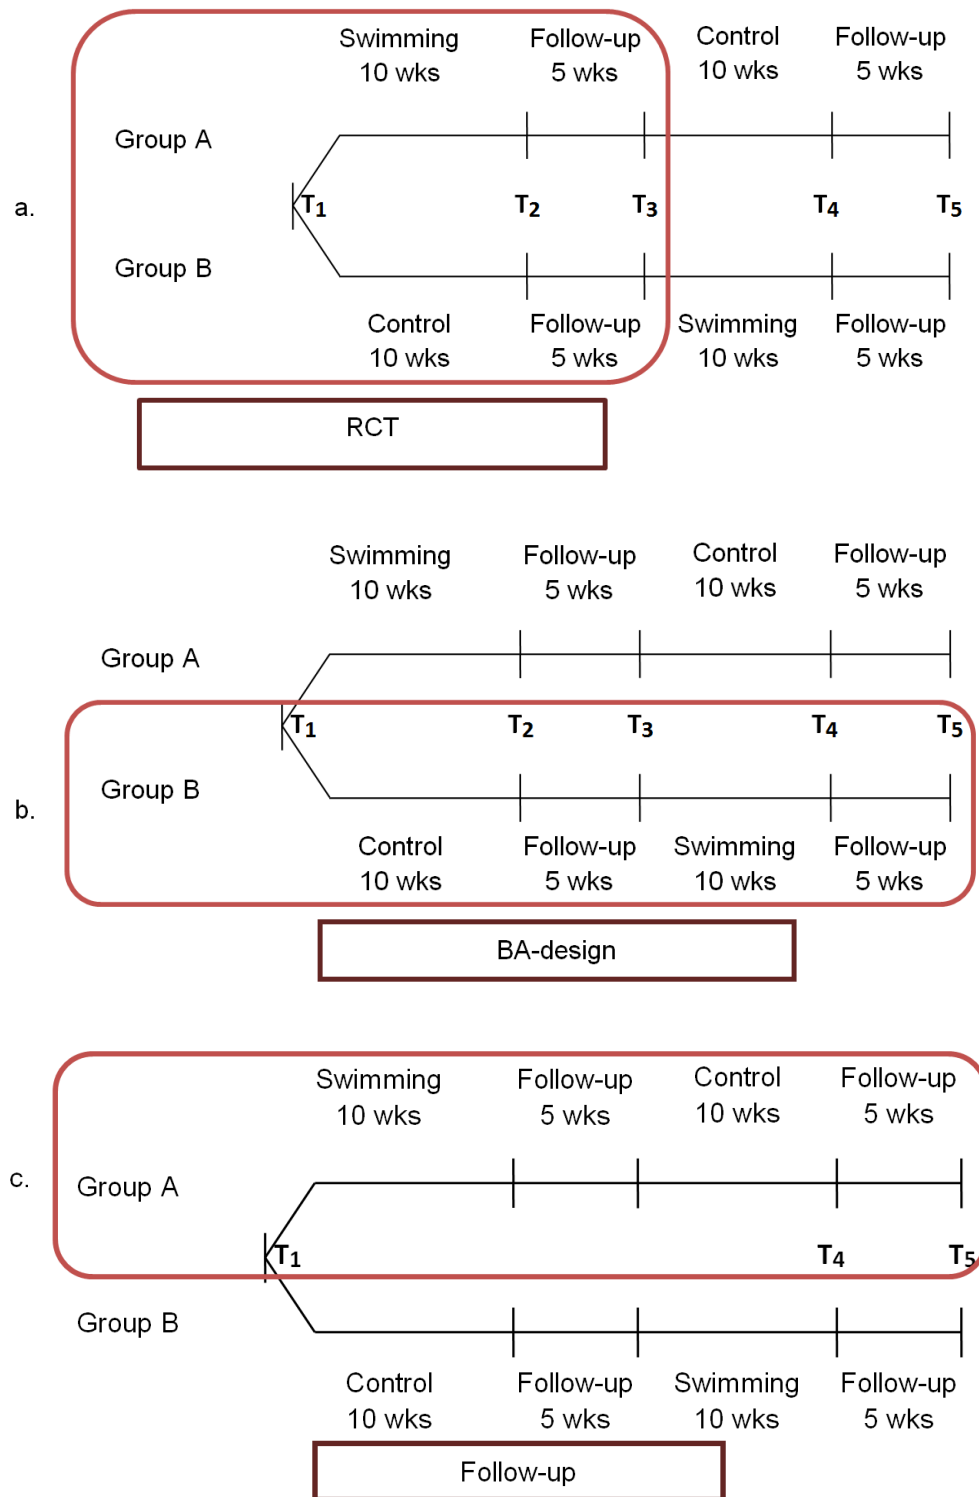 Swimming Follow-up Control Follow-up
10 wks 5 wks 10 wks 5 wks
Group A
a.
T1 T2 T3 T4 T5
Group B
Control Follow-up Swimming Follow-up
10 wks 5 wks 10 wks 5 wks
RCT
Swimming Follow-up Control Follow-up
10 wks 5 wks 10 wks 5 wks
Group A
T1 T2 T3 T4 T5
Group B
b.
Control Follow-up Swimming Follow-up
10 wks 5 wks 10 wks 5 wks
BA-design
Swimming Follow-up Control Follow-up
10 wks 5 wks 10 wks 5 wks
c.
Group A
T1 T4 T5
Group B
Control Follow-up Swimming Follow-up
10 wks 5 wks 10 wks 5 wks
Follow-up